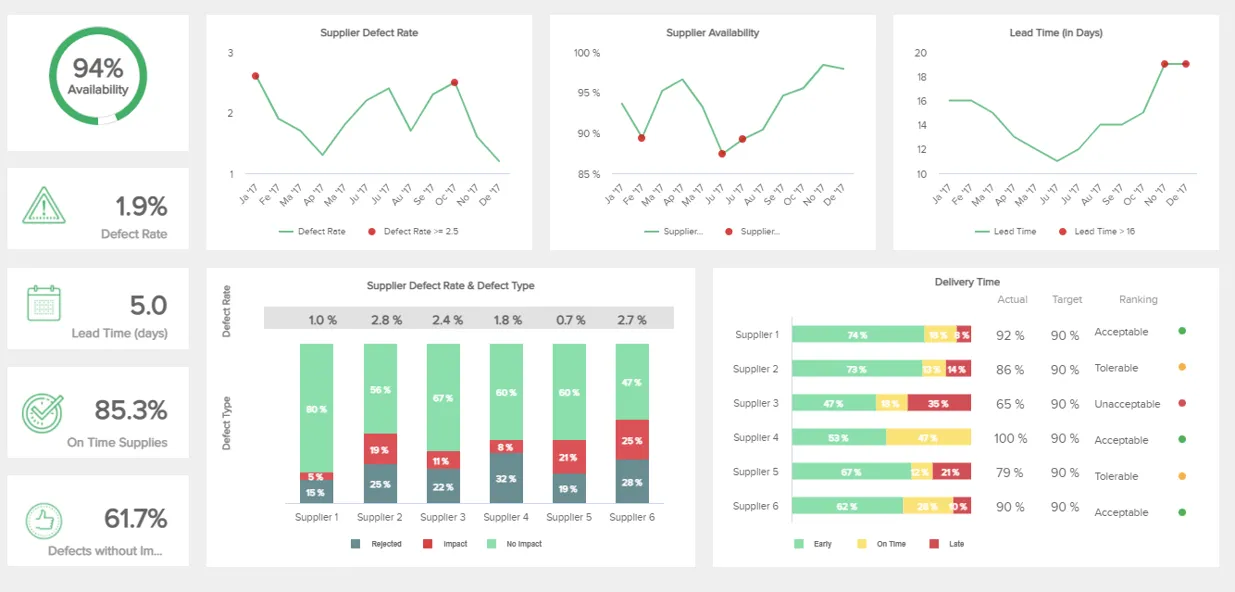 94%
Availability
1.9%
Defect Rate
5.0
Lead Time (days)
85.3%
On Time Supplies
61.7%
Defects without Im...
Supplier Defect Rate
3
2
1
Ja '17
Fe '17
Ma '17
Ap '17
Ma '17
Ju '17
Ju '17
Au '17
Se '17
Oc '17
No '17
De '17
Defect Rate
Defect Rate >= 2.5
Supplier Availability
100 %
95 %
90 %
85 %
Ja '17
Fe '17
Ma '17
Ap '17
Ma '17
Ju '17
Ju '17
Au '17
Se '17
Oc '17
No '17
De '17
Supplier...
Supplier...
Lead Time (in Days)
20
18
16
14
12
10
Ja '17
Fe '17
Ma '17
Ap '17
Ma '17
Ju '17
Ju '17
Au '17
Se '17
Oc '17
No '17
De '17
Lead Time
Lead Time > 16
Supplier Defect Rate & Defect Type
Defect Rate
1.0 % 2.8 % 2.4 % 1.8 % 0.7 % 2.7 %
Defect Type
80 % 56 % 67 % 60 % 60 % 47 %
5 % 19 % 11 % 8 % 21 % 25 %
15 % 25 % 22 % 32 % 19 % 28 %
Supplier 1 Supplier 2 Supplier 3 Supplier 4 Supplier 5 Supplier 6
Rejected Impact No Impact
Delivery Time
Actual Target Ranking
Supplier 1 74 % 18 % 8 % 92 % 90 % Acceptable
Supplier 2 73 % 13 % 14 % 86 % 90 % Tolerable
Supplier 3 47 % 18 % 35 % 65 % 90 % Unacceptable
Supplier 4 53 % 47 % 100 % 90 % Acceptable
Supplier 5 67 % 12 % 21 % 79 % 90 % Tolerable
Supplier 6 62 % 28 % 10 % 90 % 90 % Acceptable
Early On Time Late